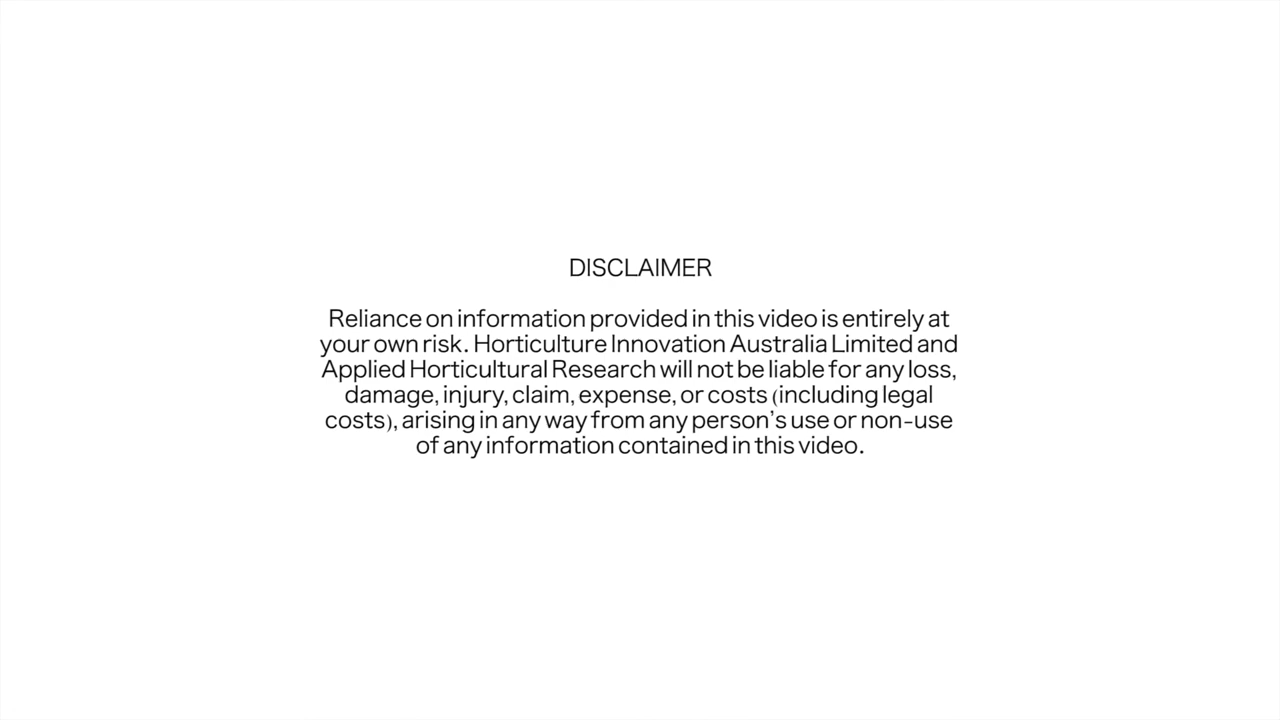 DISCLAIMER
Reliance on information provided in this video is entirely at
your own risk. Horticulture Innovation Australia Limited and
Applied Horticultural Research will not be liable for any loss,
damage, injury, claim, expense, or costs (including legal
costs), arising in any way from any person's use or non-use
of any information contained in this video.